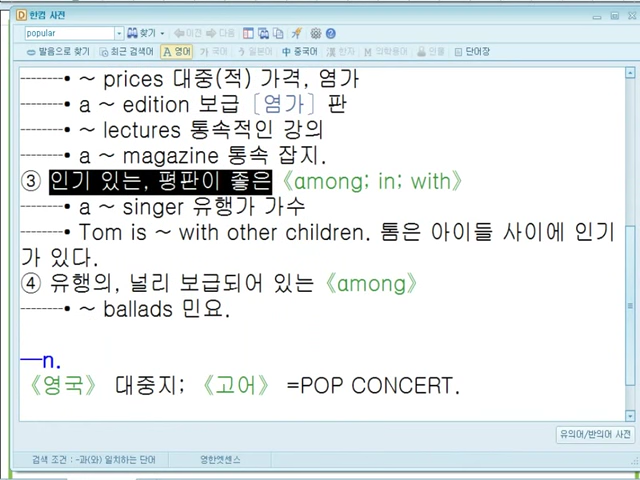 한컴 사전
popular
찾기 이전 다음
발음으로 찾기 최근 검색어 영어 국어 일본어 중국어 한자 의학용어 인물 단어장
--------• ~ prices 대중(적) 가격, 염가
--------• a ~ edition 보급［염가］판
--------• ~ lectures 통속적인 강의
--------• a ~ magazine 통속 잡지.
③ 인기 있는, 평판이 좋은《among; in; with》
--------• a ~ singer 유행가 가수
--------• Tom is ~ with other children. 톰은 아이들 사이에 인기
가 있다.
④ 유행의, 널리 보급되어 있는《among》
--------• ~ ballads 민요.
—n.
《영국》 대중지; 《고어》 =POP CONCERT.
유의어/반의어 사전
검색 조건 : -과(와) 일치하는 단어 영한엣센스